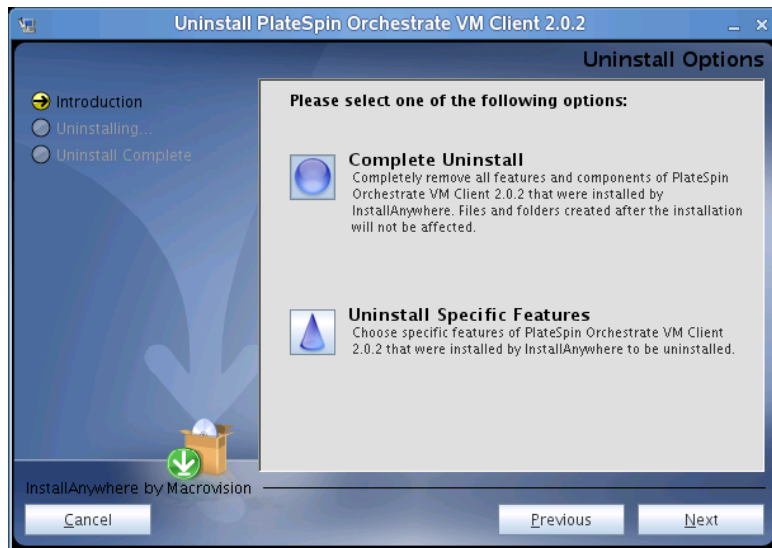 Uninstall PlateSpin Orchestrate VM Client 2.0.2
Uninstall Options
Introduction
Uninstalling...
Uninstall Complete
Please select one of the following options:
Complete Uninstall
Completely remove all features and components of PlateSpin
Orchestrate VM Client 2.0.2 that were installed by
InstallAnywhere. Files and folders created after the installation
will not be affected.
Uninstall Specific Features
Choose specific features of PlateSpin Orchestrate VM Client
2.0.2 that were installed by InstallAnywhere to be uninstalled.
InstallAnywhere by Macrovision
Cancel
Previous
Next